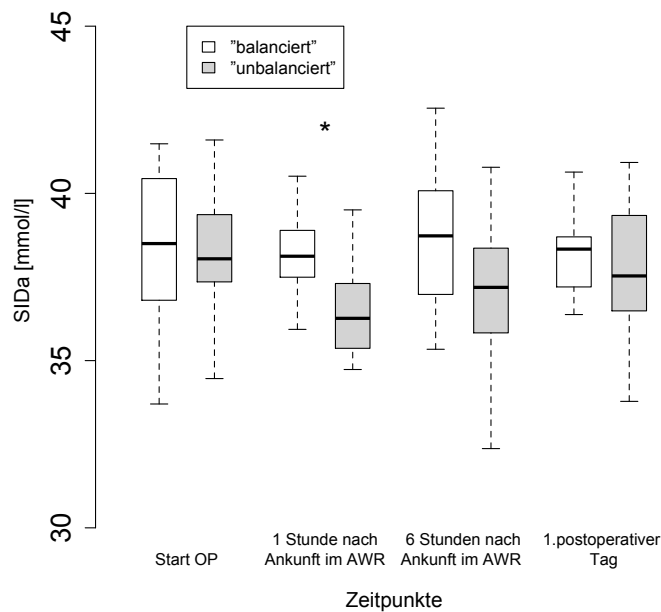 45
40
35
30
SIDa [mmol/l]
”balanciert”
”unbalanciert”
*
Start OP
1 Stunde nach
Ankunft im AWR
6 Stunden nach
Ankunft im AWR
1.postoperativer
Tag
Zeitpunkte